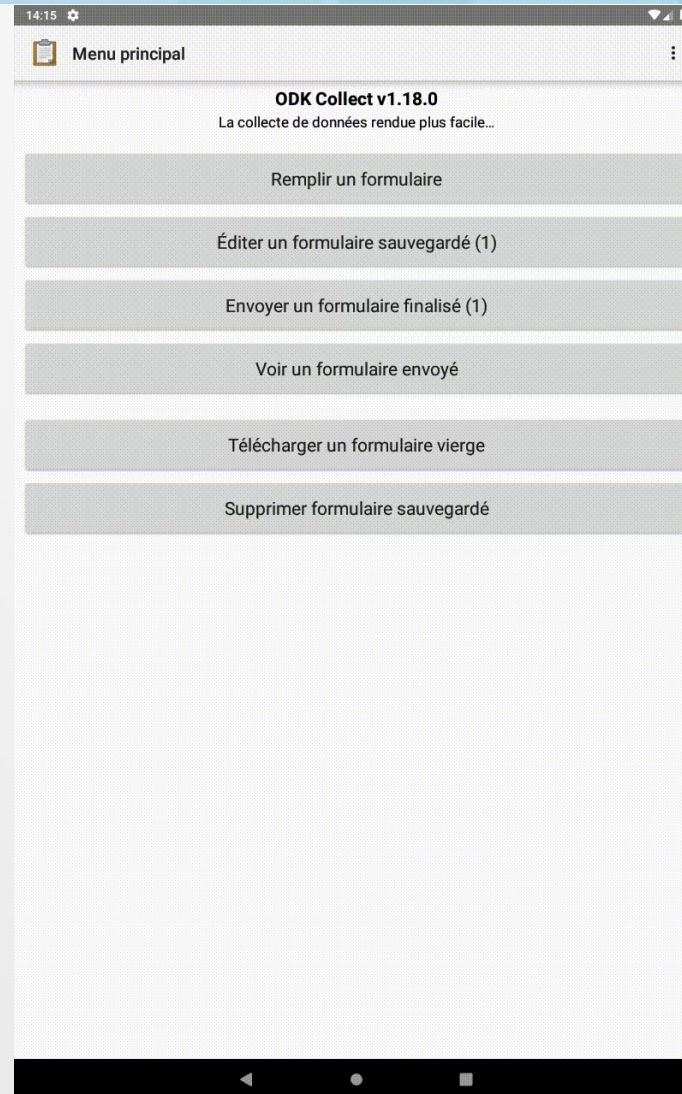 14:15
Menu principal
ODK Collect v1.18.0
La collecte de données rendue plus facile...
Remplir un formulaire
Éditer un formulaire sauvegardé (1)
Envoyer un formulaire finalisé (1)
Voir un formulaire envoyé
Télécharger un formulaire vierge
Supprimer formulaire sauvegardé